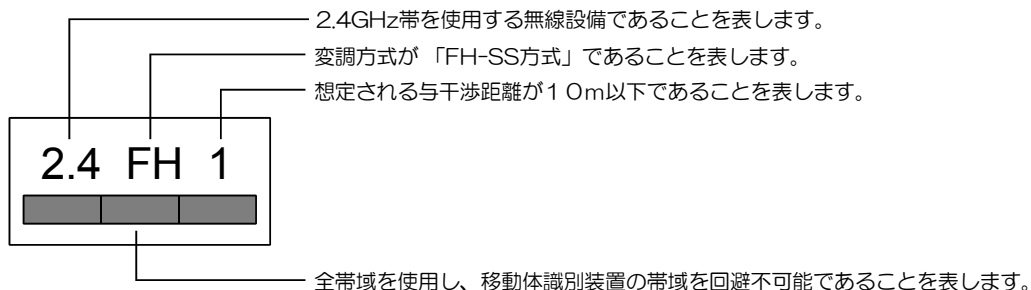 2.4GHz帯を使用する無線設備であることを表します。
変調方式が「FH-SS方式」であることを表します。
想定される与干渉距離が10m以下であることを表します。
2.4 FH 1
全帯域を使用し、移動体識別装置の帯域を回避不可能であることを表します。